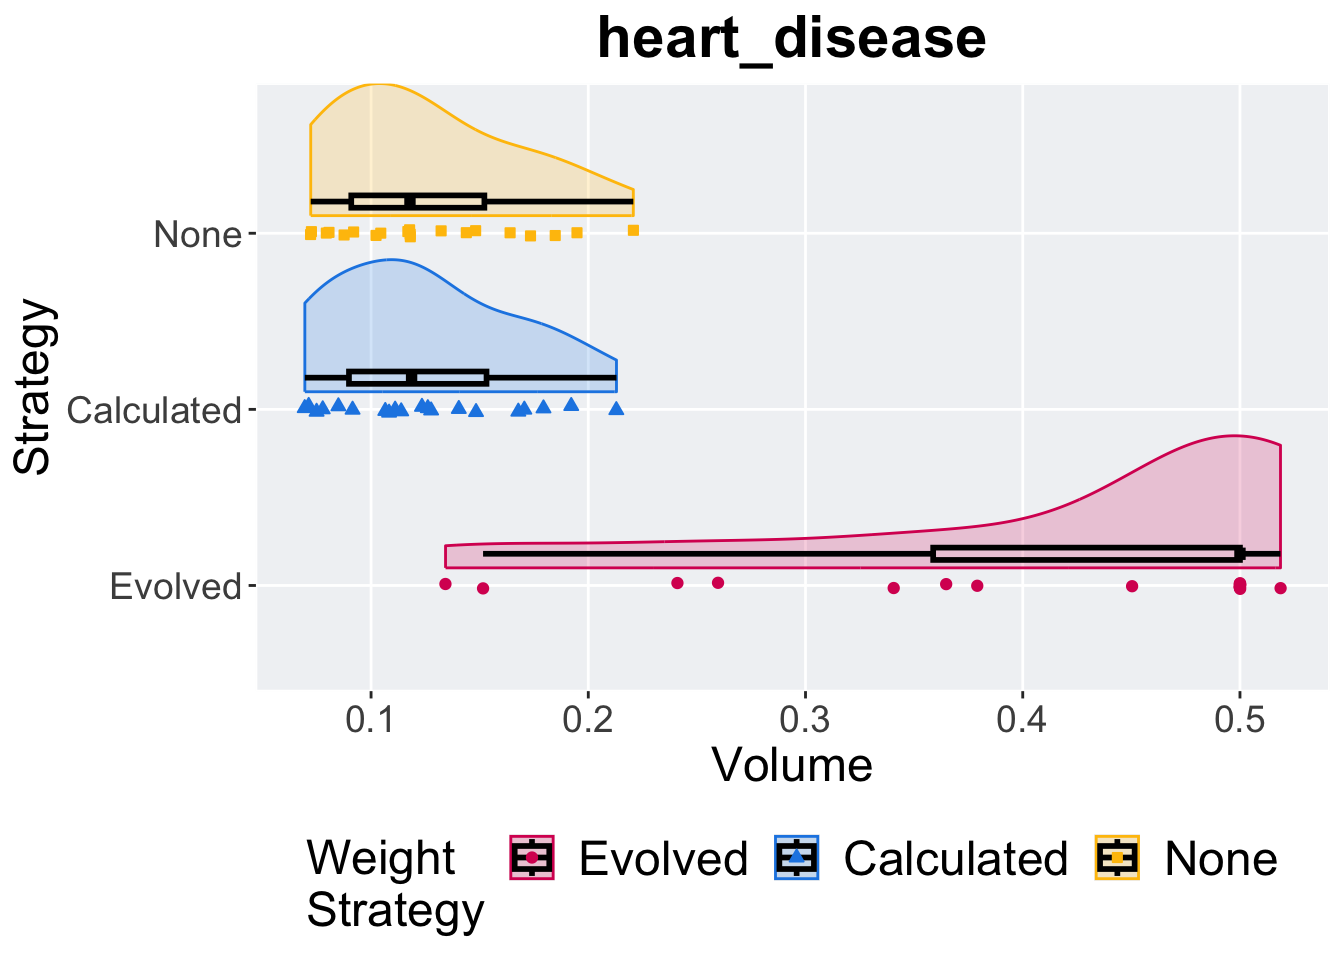 heart_disease
Strategy
None
Calculated
Evolved
0.1 0.2 0.3 0.4 0.5
Volume
Weight
Strategy
Evolved Calculated None